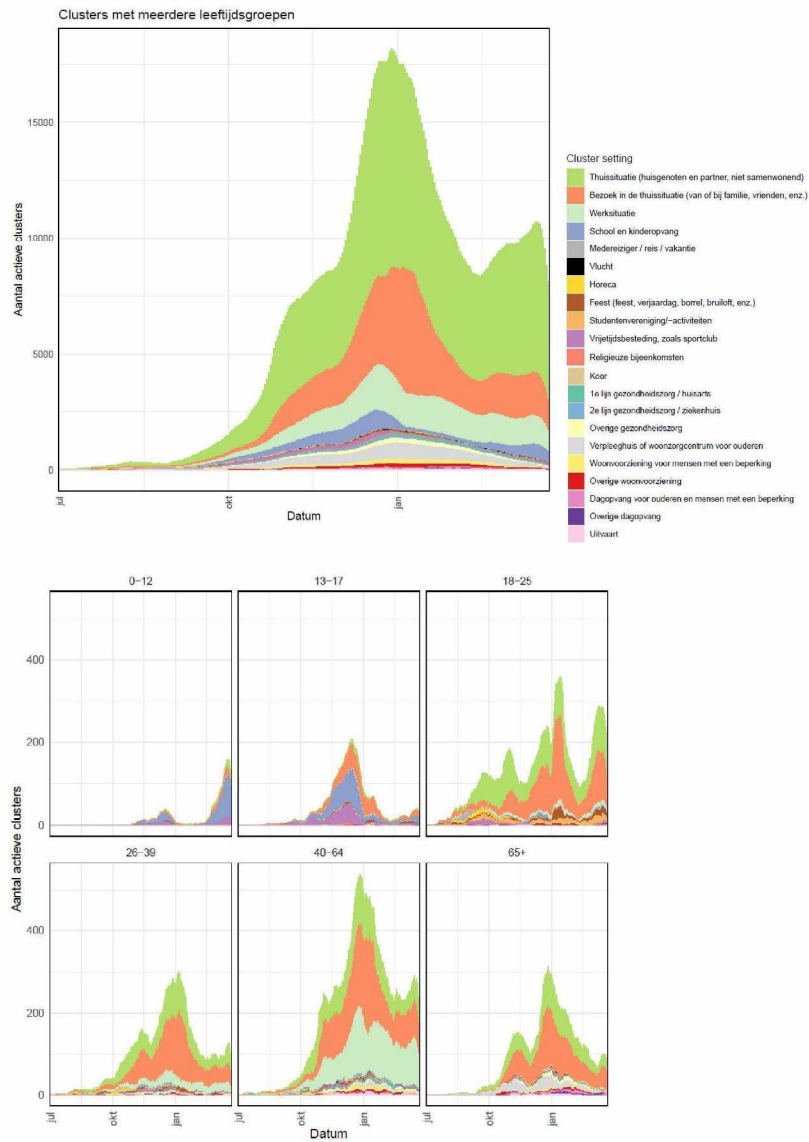 Clusters met meerdere leeftijdsgroepen
15000
10000
5000
0
Aantal actieve clusters
jul
okt
jan
Datum
Cluster setting
Thuissituatie (huisgenoten en partner, niet samenwonend)
Bezoek in de thuissituatie (van of bij familie, vrienden, enz.)
Werksituatie
School en kinderopvang
Medereiziger / reis / vakantie
Vlucht
Horeca
Feest (feest, verjaardag, borrel, bruiloft, enz.)
Studentenvereniging/-activiteiten
Vrijetijdsbesteding, zoals sportclub
Religieuze bijeenkomsten
Koor
1e lijn gezondheidszorg / huisarts
2e lijn gezondheidszorg / ziekenhuis
Overige gezondheidszorg
Verpleeghuis of woonzorgcentrum voor ouderen
Woonvoorziening voor mensen met een beperking
Overige woonvoorziening
Dagopvang voor ouderen en mensen met een beperking
Overige dagopvang
Uitvaart
0-12
13-17
18-25
400
200
0
26-39
40-64
65+
400
200
0
Aantal actieve clusters
jul
okt
jan
jul
okt
jan
jul
okt
jan
Datum